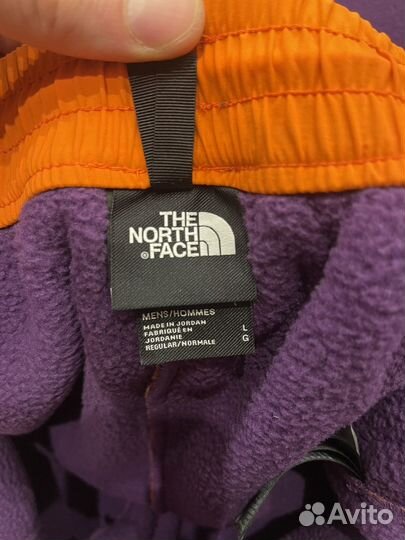 THE
NORTH
®FACE
MENS/HOMMES
MADE IN JORDAN
FABRIQUÉ EN
JORDANIE
REGULAR/NORMALE
L
G
Avito